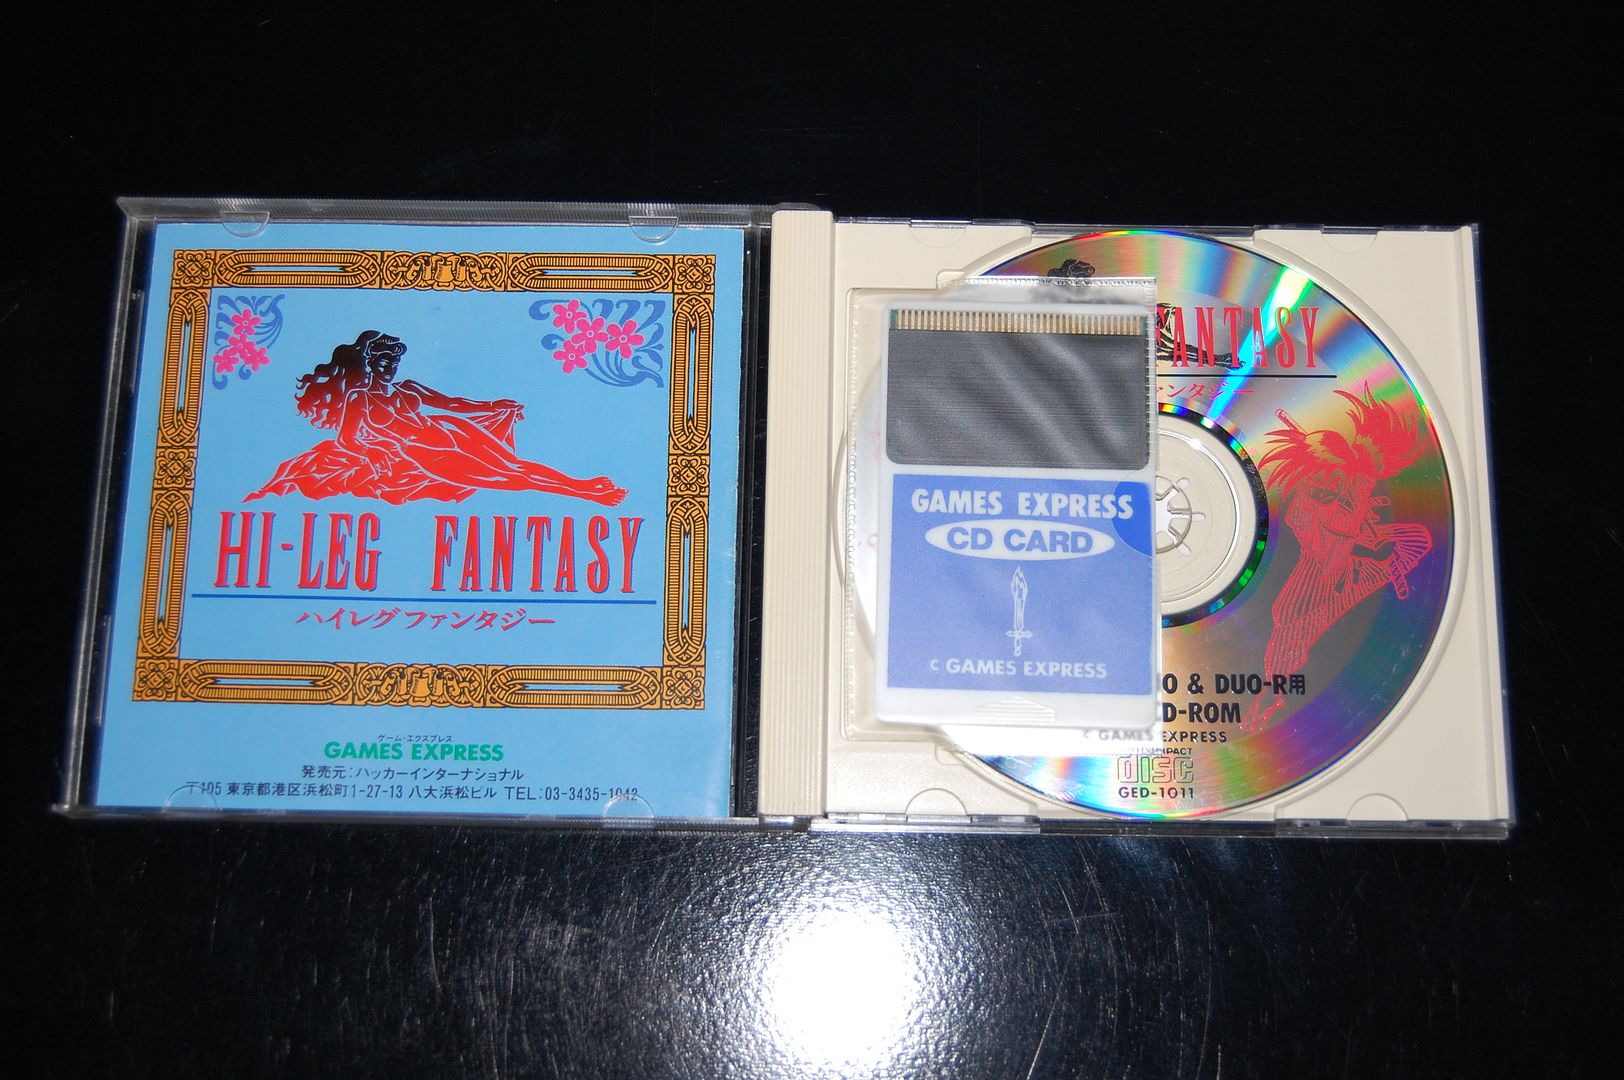 HI-LEG FANTASY
ハイレグファンタジー
ゲーム・エクスプレス
GAMES EXPRESS
発売元:ハッカーインターナショナル
〒105 東京都港区浜松町1-27-13 八大浜松ビル TEL:03-3435-1042
GAMES EXPRESS
CD CARD
C GAMES EXPRESS
FANTASY
ァンタジー
O & DUO-R用
D-ROM
C GAMES EXPRESS
COMPACT
disc
GED-1011